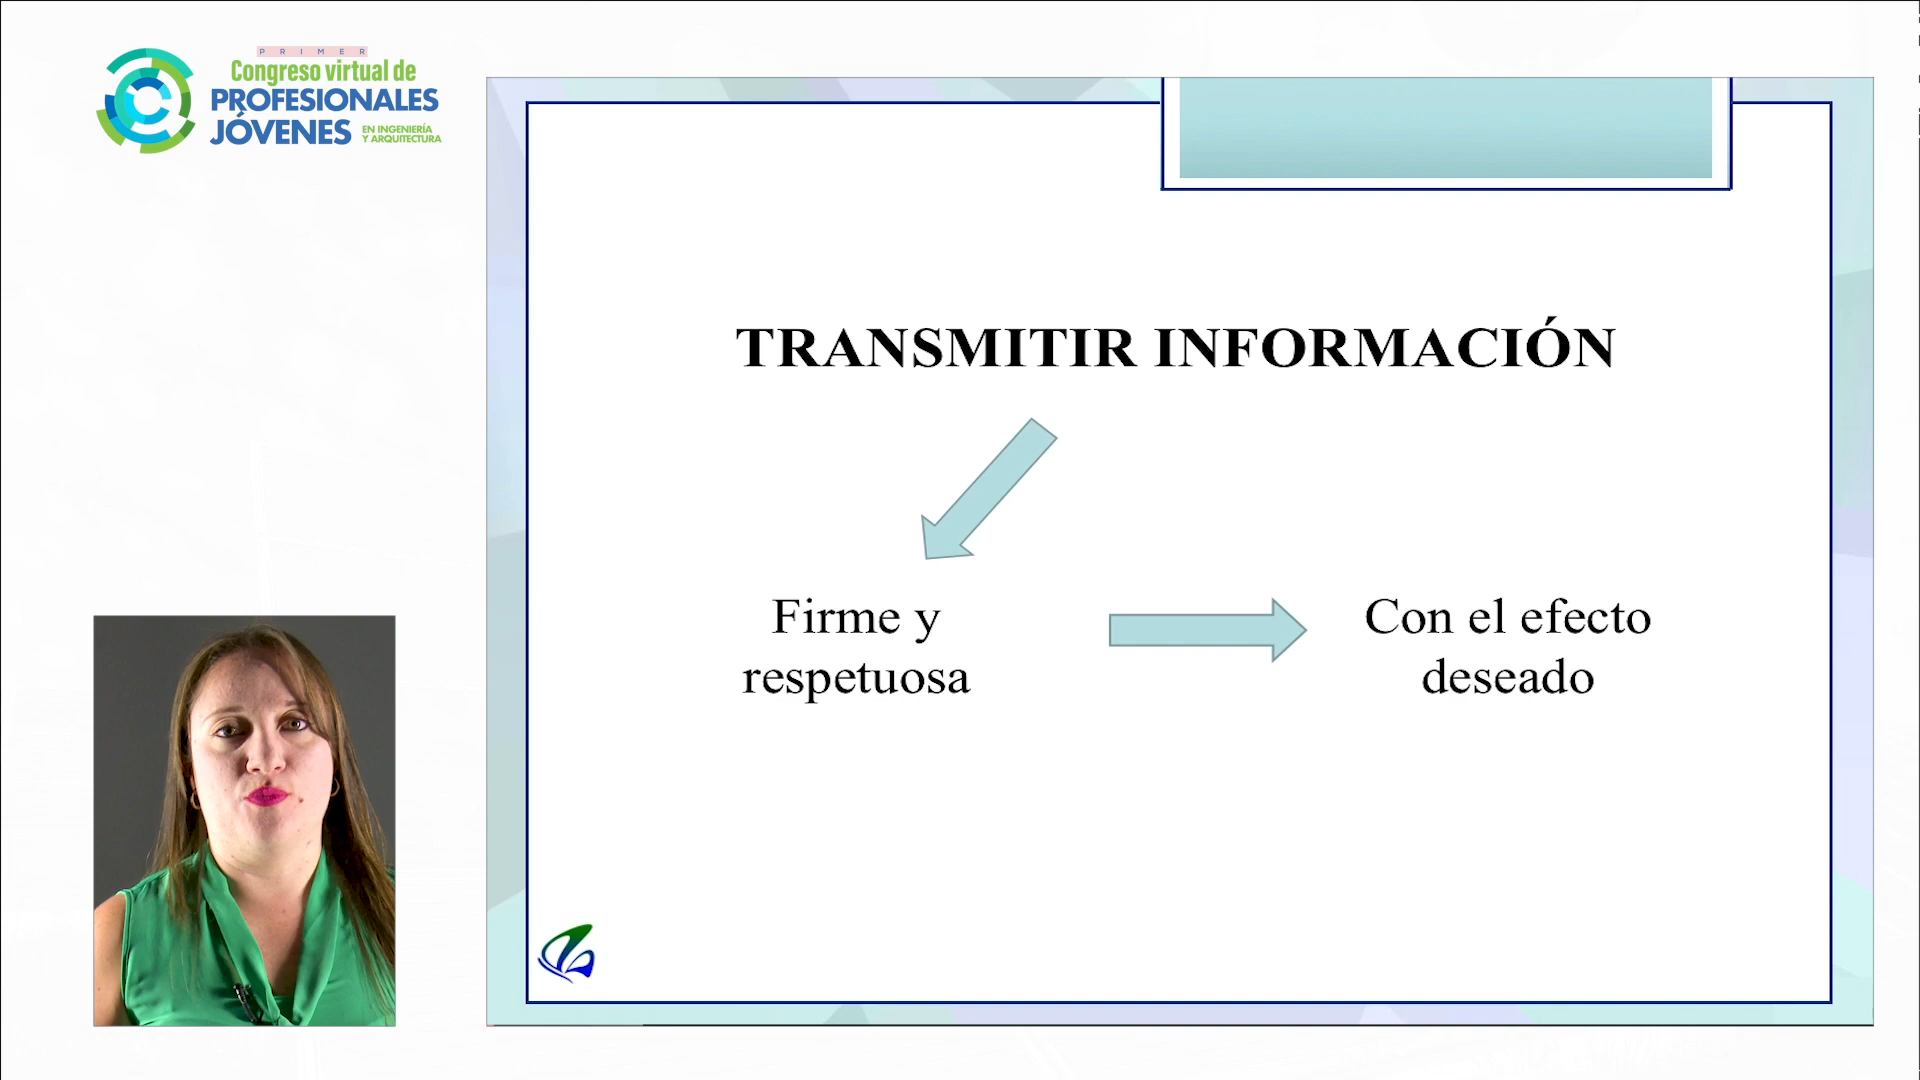 PRIMER
Congreso virtual de
PROFESIONALES
JÓVENES
EN INGENIERÍA
Y ARQUITECTURA
TRANSMITIR INFORMACIÓN
Firme y
respetuosa
Con el efecto
deseado